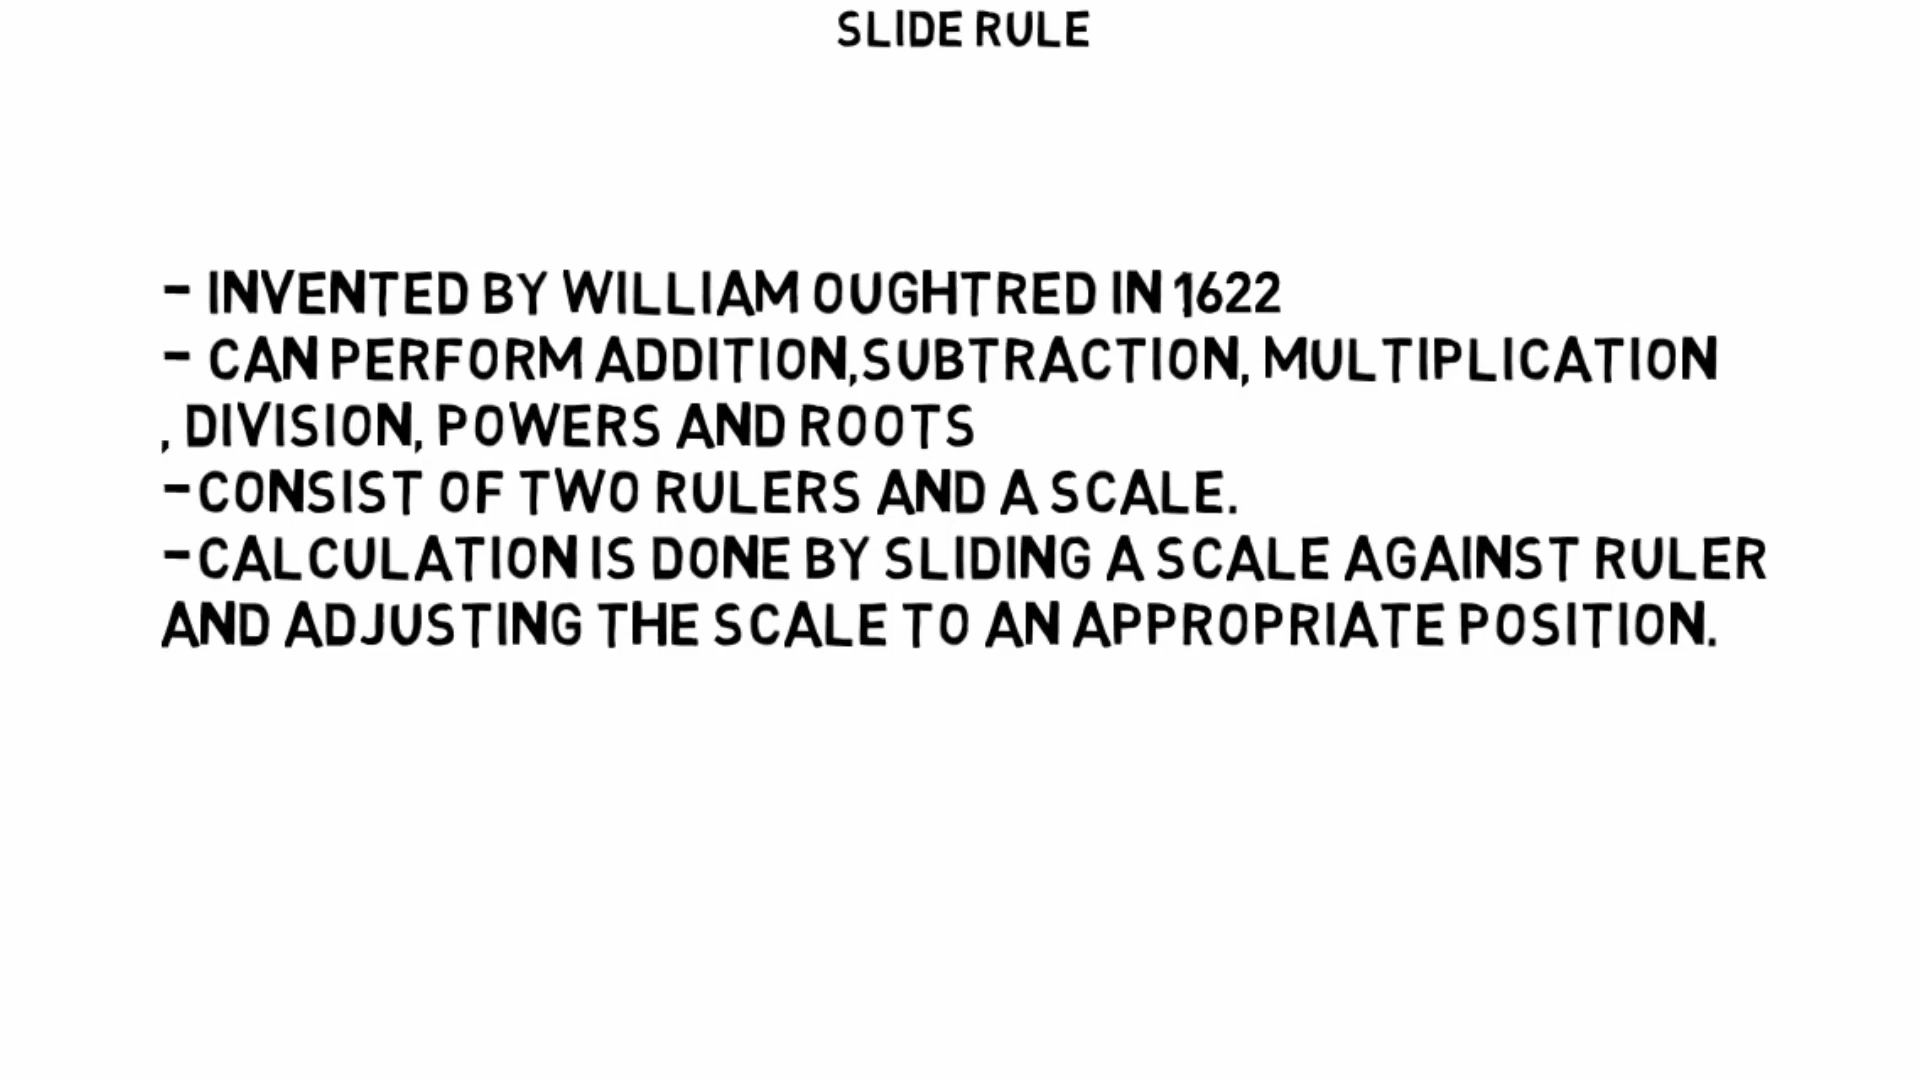 SLIDE RULE
- INVENTED BY WILLIAM OUGHTRED IN 1622
- CAN PERFORM ADDITION,SUBTRACTION, MULTIPLICATION
, DIVISION, POWERS AND ROOTS
-CONSIST OF TWO RULERS AND A SCALE.
-CALCULATION IS DONE BY SLIDING A SCALE AGAINST RULER
AND ADJUSTING THE SCALE TO AN APPROPRIATE POSITION.